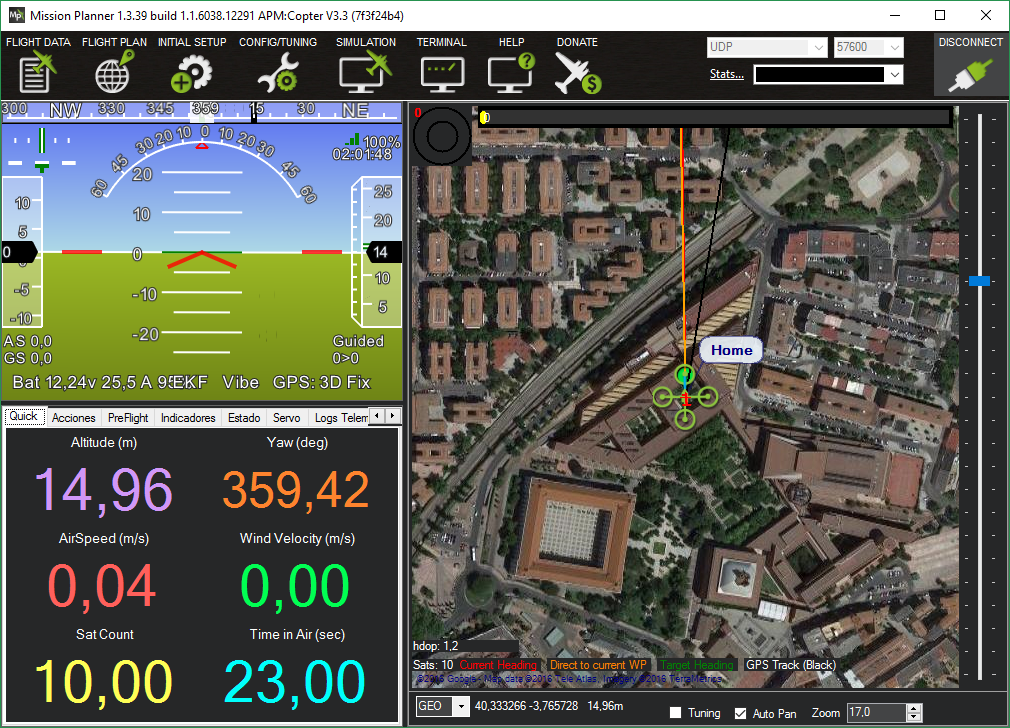 Mission Planner 1.3.39 build 1.1.6038.12291 APM:Copter V3.3 (7f3f24b4)
FLIGHT DATA FLIGHT PLAN INITIAL SETUP CONFIG/TUNING SIMULATION TERMINAL HELP DONATE
UDP 57600 DISCONNECT
Stats...
300 NW 330 345 359 15 30 NE
60 45 30 20 10 0 10 20 30 45 60
100%
02:01:48
20
10
0
-10
-20
10
5
0
-5
-10
25
20
14
10
5
AS 0,0
GS 0,0
Guided
0>0
Bat 12,24v 25,5 A 95 EKF Vibe GPS: 3D Fix
Quick Acciones PreFlight Indicadores Estado Servo Logs Telem
Altitude (m) Yaw (deg)
14,96 359,42
AirSpeed (m/s) Wind Velocity (m/s)
0,04 0,00
Sat Count Time in Air (sec)
10,00 23,00
0
Home
hdop: 1,2
Sats: 10 Current Heading Direct to current WP Target Heading GPS Track (Black)
©2016 Google - Map data ©2016 Tele Atlas, Imagery ©2016 TerraMetrics
GEO 40,333266 -3,765728 14,96m Tuning Auto Pan Zoom 17.0